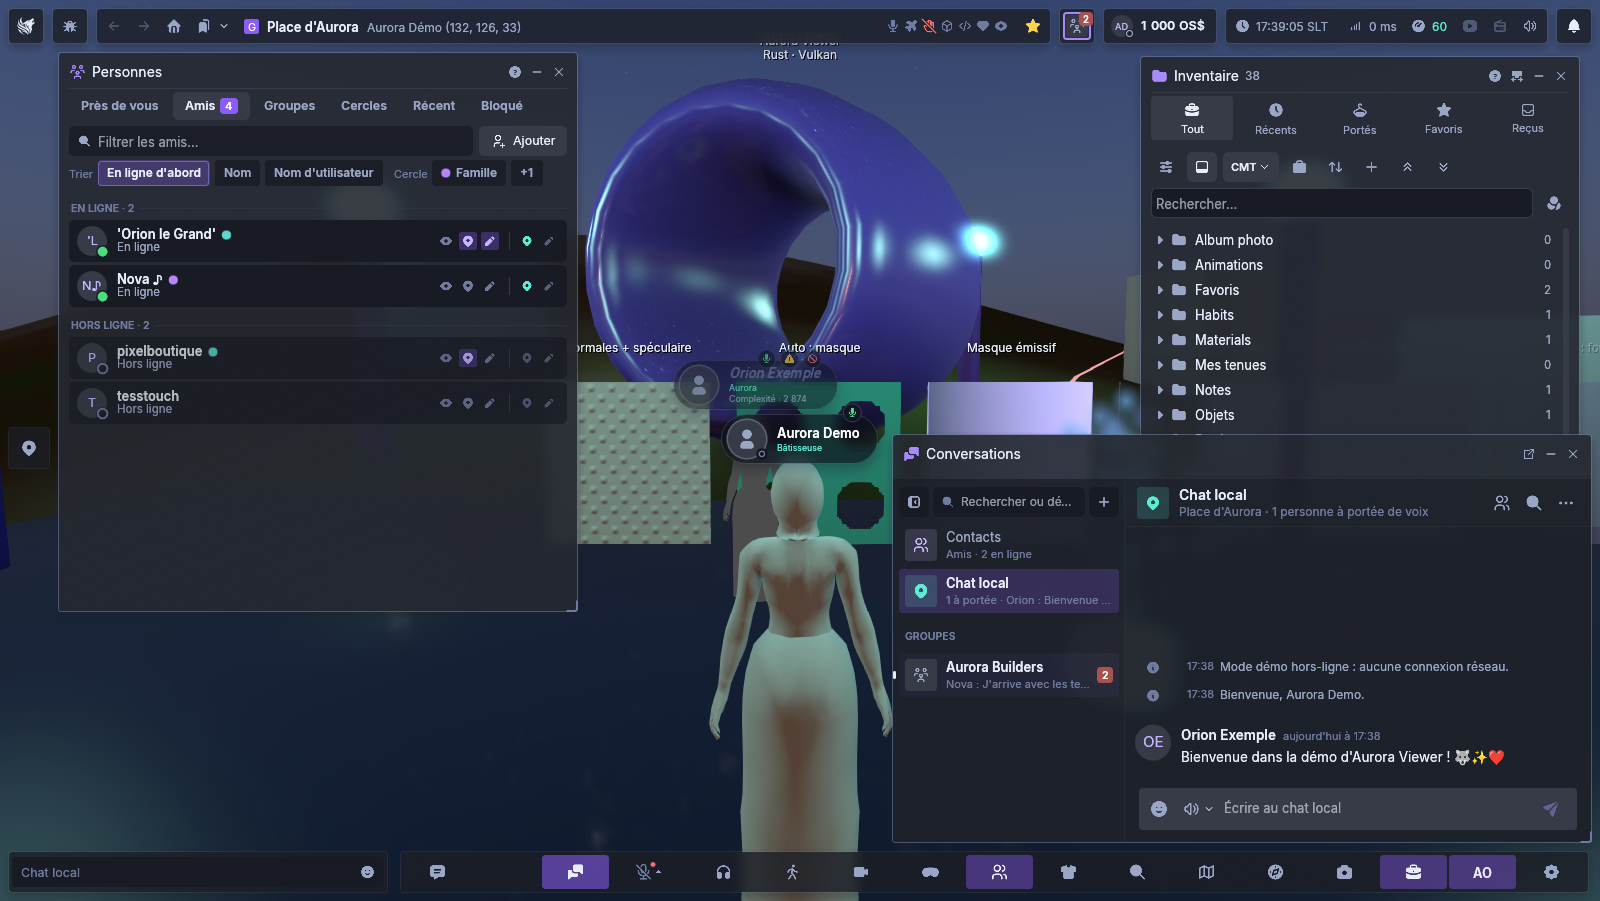 G Place d'Aurora Aurora Démo (132, 126, 33)
2
AD 1 000 OS$
17:39:05 SLT 0 ms 60
Rust · Vulkan
Personnes
Près de vous Amis 4 Groupes Cercles Récent Bloqué
Filtrer les amis...
Ajouter
Trier En ligne d'abord Nom Nom d'utilisateur Cercle Famille +1
EN LIGNE · 2
'L 'Orion le Grand'
En ligne
N♪ Nova ♪
En ligne
HORS LIGNE · 2
P pixelboutique
Hors ligne
T tesstouch
Hors ligne
Inventaire 38
Tout Récents Portés Favoris Reçus
CMT
Rechercher...
Album photo 0
Animations 0
Favoris 2
Habits 1
Materials 1
Mes tenues
Notes 1
Objets 1
ormales + spéculaire
Auto : masque
Masque émissif
Orion Exemple
Aurora
Complexité : 2 874
Aurora Demo
Bâtisseuse
Conversations
Rechercher ou dé...
Contacts
Amis · 2 en ligne
Chat local
1 à portée · Orion : Bienvenue ...
GROUPES
Aurora Builders
Nova : J'arrive avec les te...
2
Chat local
Place d'Aurora · 1 personne à portée de voix
17:38 Mode démo hors-ligne : aucune connexion réseau.
17:38 Bienvenue, Aurora Demo.
OE Orion Exemple aujourd'hui à 17:38
Bienvenue dans la démo d'Aurora Viewer ! 🐺✨❤️
Écrire au chat local
Chat local
AO